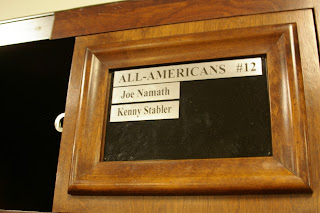 ALL-AMERICANS #12
Joe Namath
Kenny Stabler